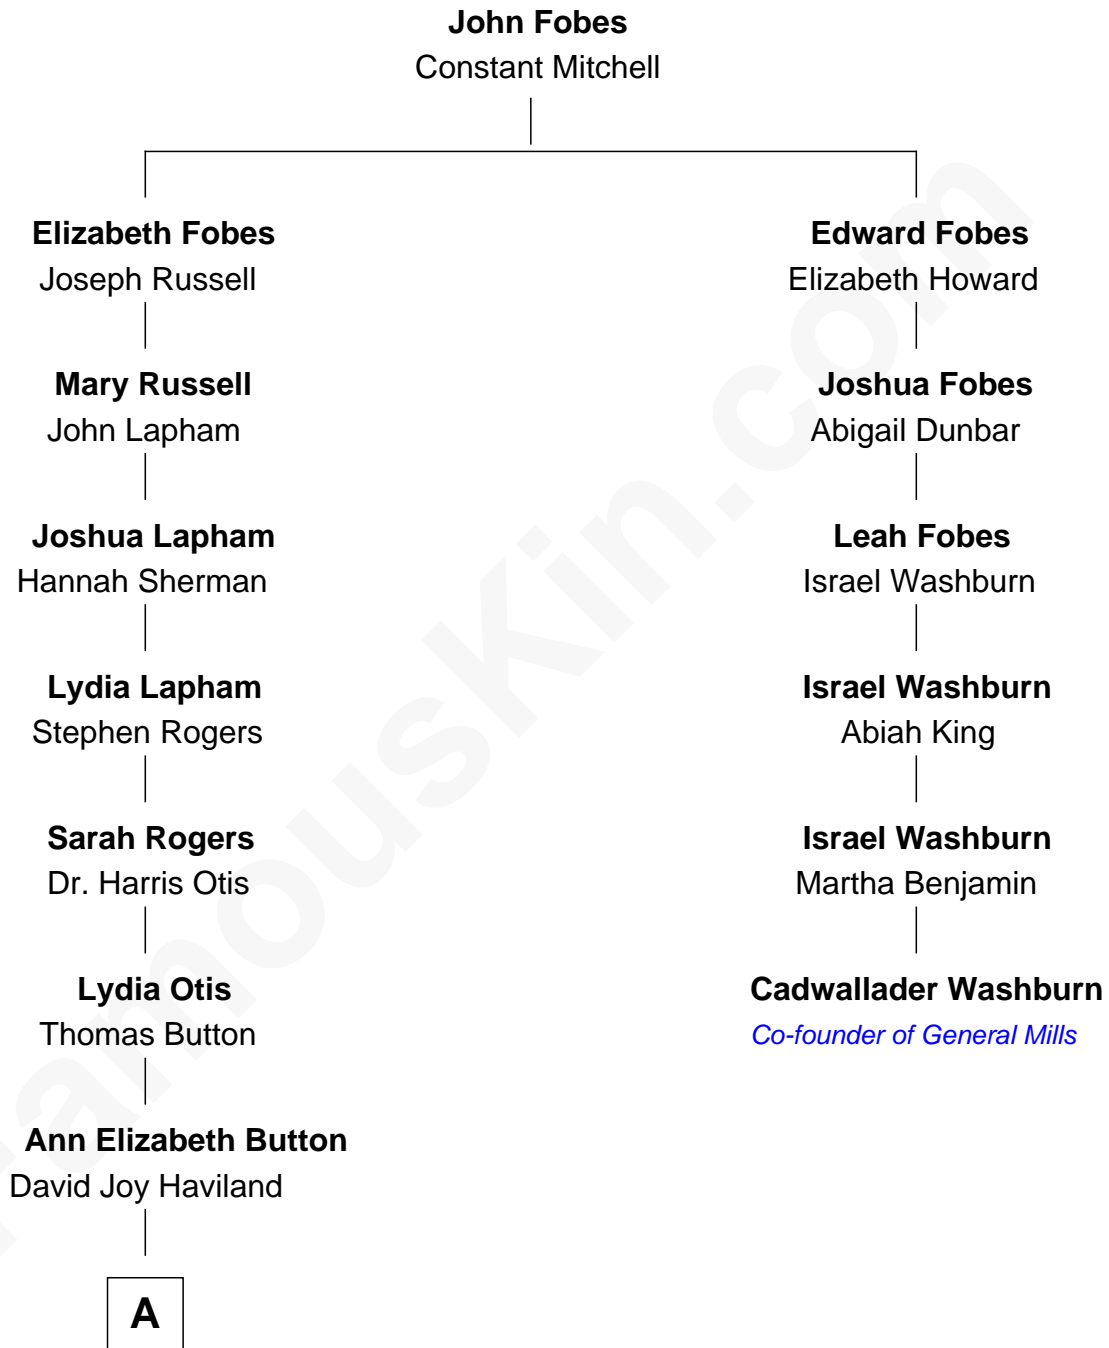 John Fobes
Constant Mitchell
Elizabeth Fobes
Joseph Russell
Edward Fobes
Elizabeth Howard
Mary Russell
John Lapham
Joshua Fobes
Abigail Dunbar
Joshua Lapham
Hannah Sherman
Leah Fobes
Israel Washburn
Lydia Lapham
Stephen Rogers
Israel Washburn
Abiah King
Sarah Rogers
Dr. Harris Otis
Israel Washburn
Martha Benjamin
Lydia Otis
Thomas Button
Cadwallader Washburn
Co-founder of General Mills
Ann Elizabeth Button
David Joy Haviland
A
FamousKin.com